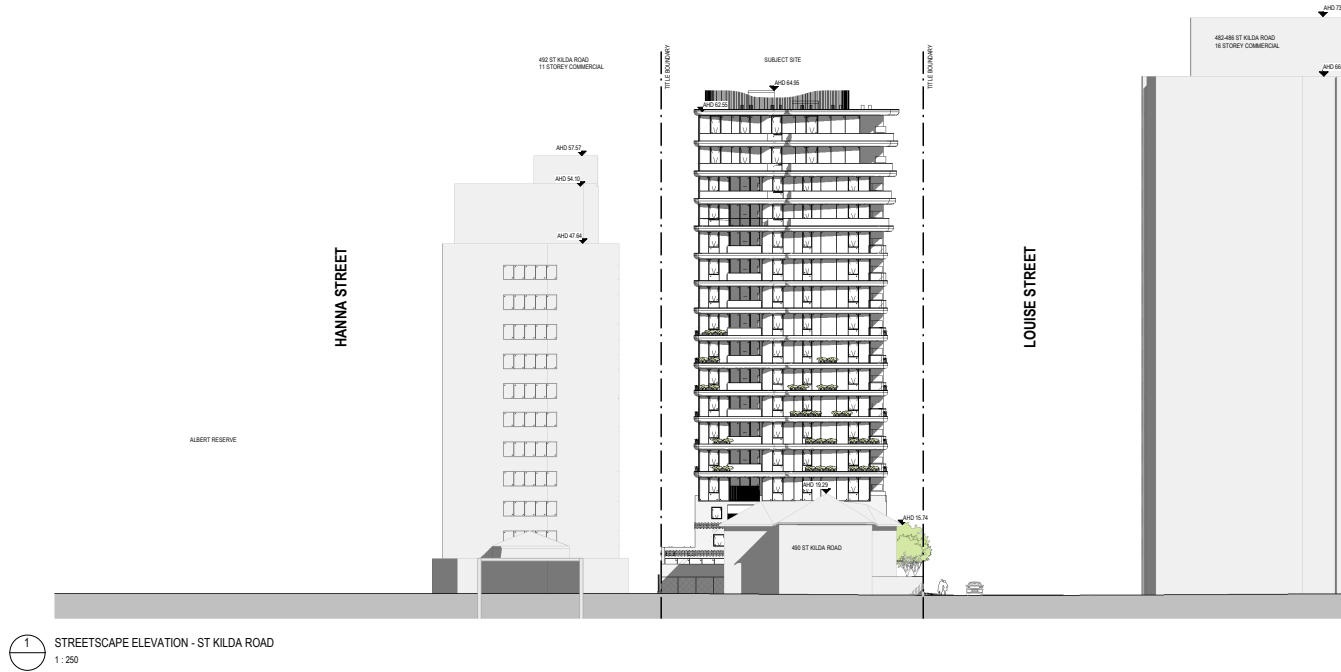 AHD 73
482-486 ST KILDA ROAD
16 STOREY COMMERCIAL
AHD 66
492 ST KILDA ROAD
11 STOREY COMMERCIAL
TITLE BOUNDARY
SUBJECT SITE
TITLE BOUNDARY
AHD 64.95
AHD 62.55
AHD 57.57
AHD 54.10
AHD 47.64
HANNA STREET
LOUISE STREET
ALBERT RESERVE
AHD 19.29
AHD 15.74
490 ST KILDA ROAD
1
STREETSCAPE ELEVATION - ST KILDA ROAD
1 : 250